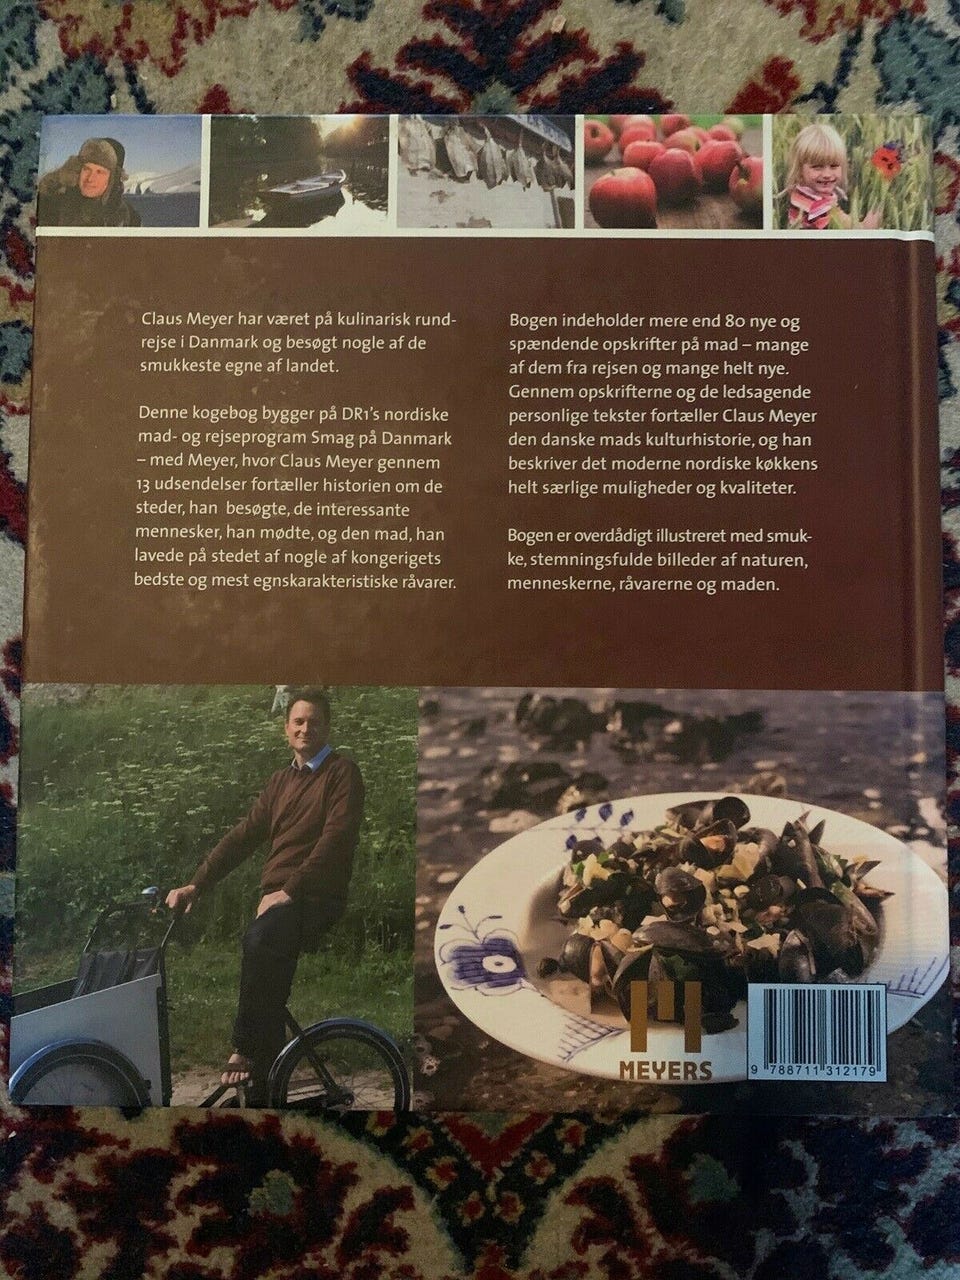 Claus Meyer har været på kulinarisk rund-
rejse i Danmark og besøgt nogle af de
smukkeste egne af landet.
Denne kogebog bygger på DR1's nordiske
mad- og rejseprogram Smag på Danmark
– med Meyer, hvor Claus Meyer gennem
13 udsendelser fortæller historien om de
steder, han besøgte, de interessante
mennesker, han mødte, og den mad, han
lavede på stedet af nogle af kongerigets
bedste og mest egnskarakteristiske råvarer.
Bogen indeholder mere end 80 nye og
spændende opskrifter på mad – mange
af dem fra rejsen og mange helt nye.
Gennem opskrifterne og de ledsagende
personlige tekster fortæller Claus Meyer
den danske mads kulturhistorie, og han
beskriver det moderne nordiske køkkens
helt særlige muligheder og kvaliteter.
Bogen er overdådigt illustreret med smuk-
ke, stemningsfulde billeder af naturen,
menneskerne, råvarerne og maden.
MEYERS
9 788711 312179